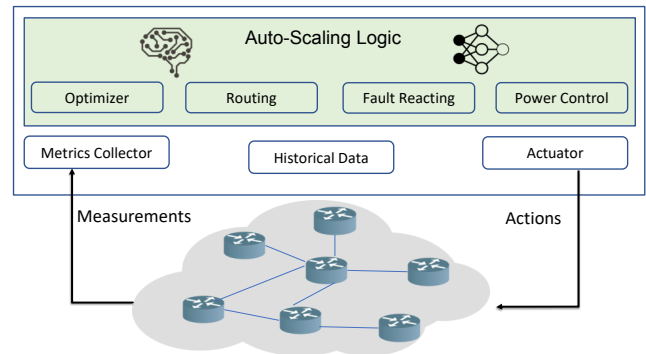 Auto-Scaling Logic
Optimizer
Routing
Fault Reacting
Power Control
Metrics Collector
Historical Data
Actuator
Measurements
Actions